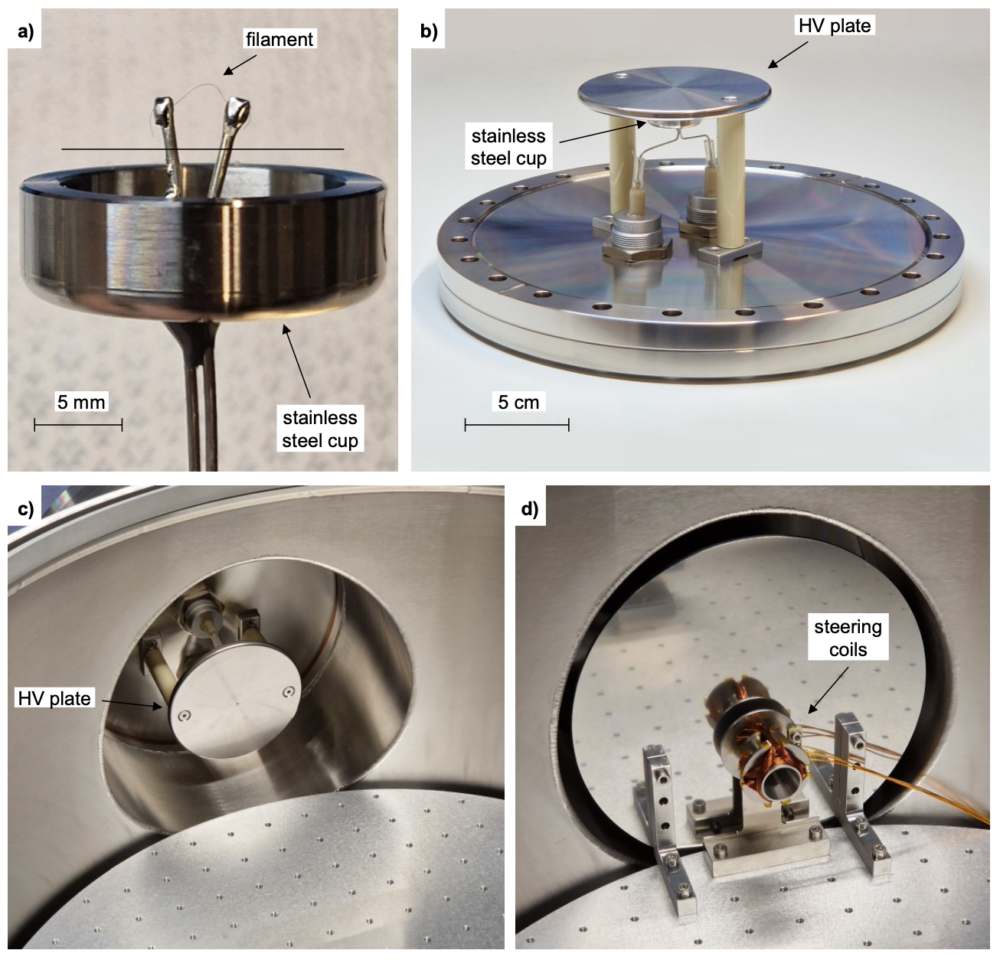 a)
filament
5 mm
stainless
steel cup
b)
HV plate
stainless
steel cup
5 cm
c)
HV plate
d)
steering
coils